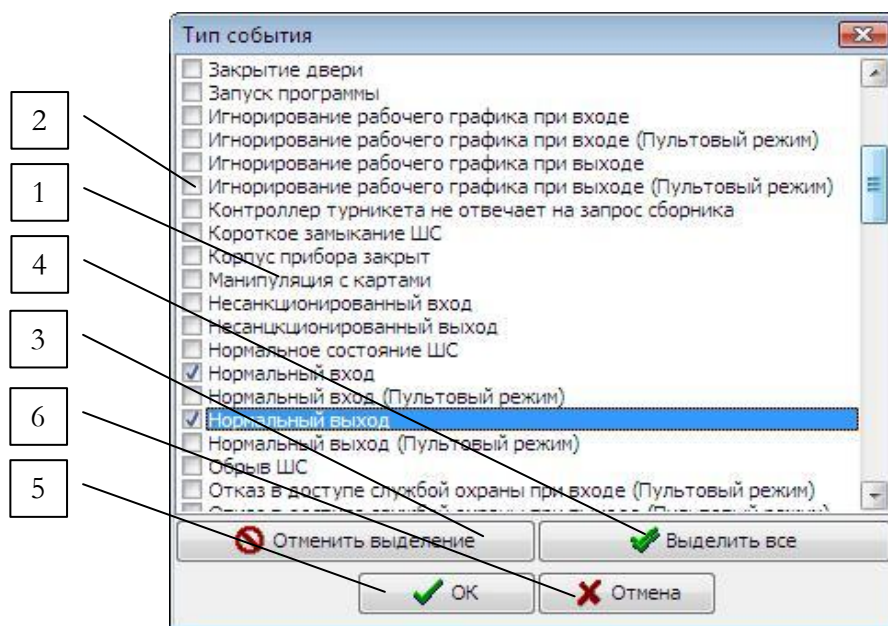 Тип события
Закрытие двери
Запуск программы
Игнорирование рабочего графика при входе
2
Игнорирование рабочего графика при входе (Пультовый режим)
Игнорирование рабочего графика при выходе
1
Игнорирование рабочего графика при выходе (Пультовый режим)
Контроллер турникета не отвечает на запрос сборника
Короткое замыкание ШС
4
Корпус прибора закрыт
Манипуляция с картами
Несанкционированный вход
Несанцкционированный выход
3
Нормальное состояние ШС
Нормальный вход
Нормальный вход (Пультовый режим)
6
Нормальный выход
Нормальный выход (Пультовый режим)
Обрыв ШС
5
Отказ в доступе службой охраны при входе (Пультовый режим)
Отменить выделение
Выделить все
OK
Отмена